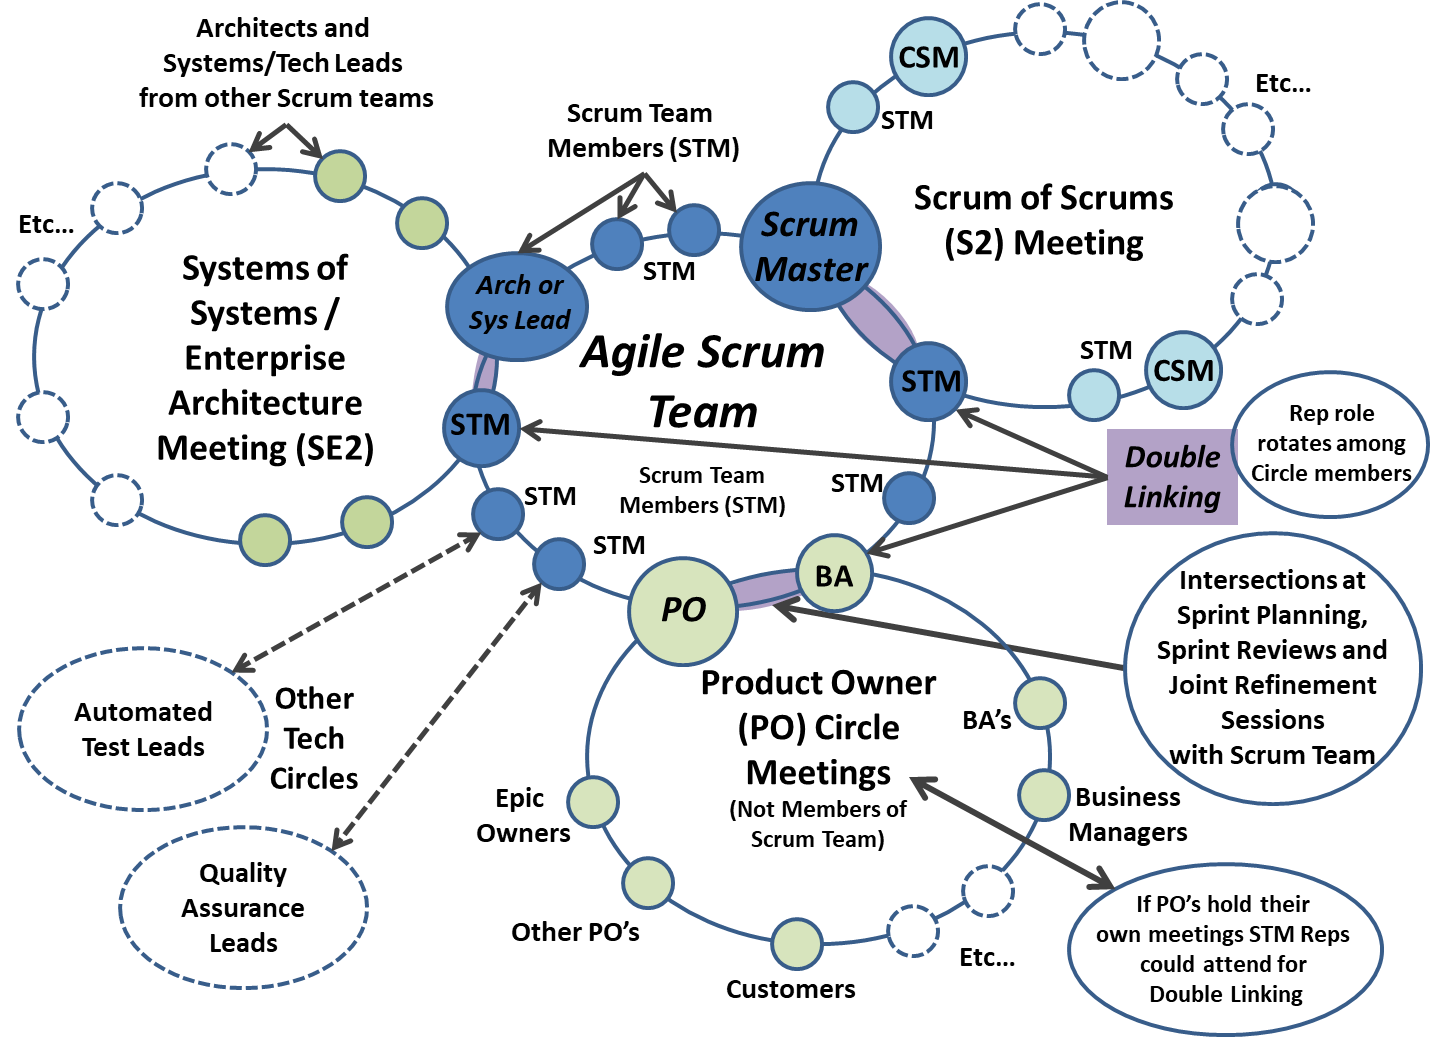 Architects and
Systems/Tech Leads
from other Scrum teams
Etc...
Systems of
Systems /
Enterprise
Architecture
Meeting (SE2)
Scrum Team
Members (STM)
STM
Arch or
Sys Lead
STM
STM
STM
Agile Scrum
Team
Scrum Team
Members (STM)
Scrum
Master
STM
STM
CSM
STM
Etc...
Scrum of Scrums
(S2) Meeting
STM
CSM
Double
Linking
Rep role
rotates among
Circle members
Intersections at
Sprint Planning,
Sprint Reviews and
Joint Refinement
Sessions
with Scrum Team
PO
BA
Product Owner
(PO) Circle
Meetings
(Not Members of
Scrum Team)
BA’s
Business
Managers
Epic
Owners
Other PO’s
Customers
Etc...
If PO’s hold their
own meetings STM Reps
could attend for
Double Linking
Other
Tech
Circles
Automated
Test Leads
Quality
Assurance
Leads